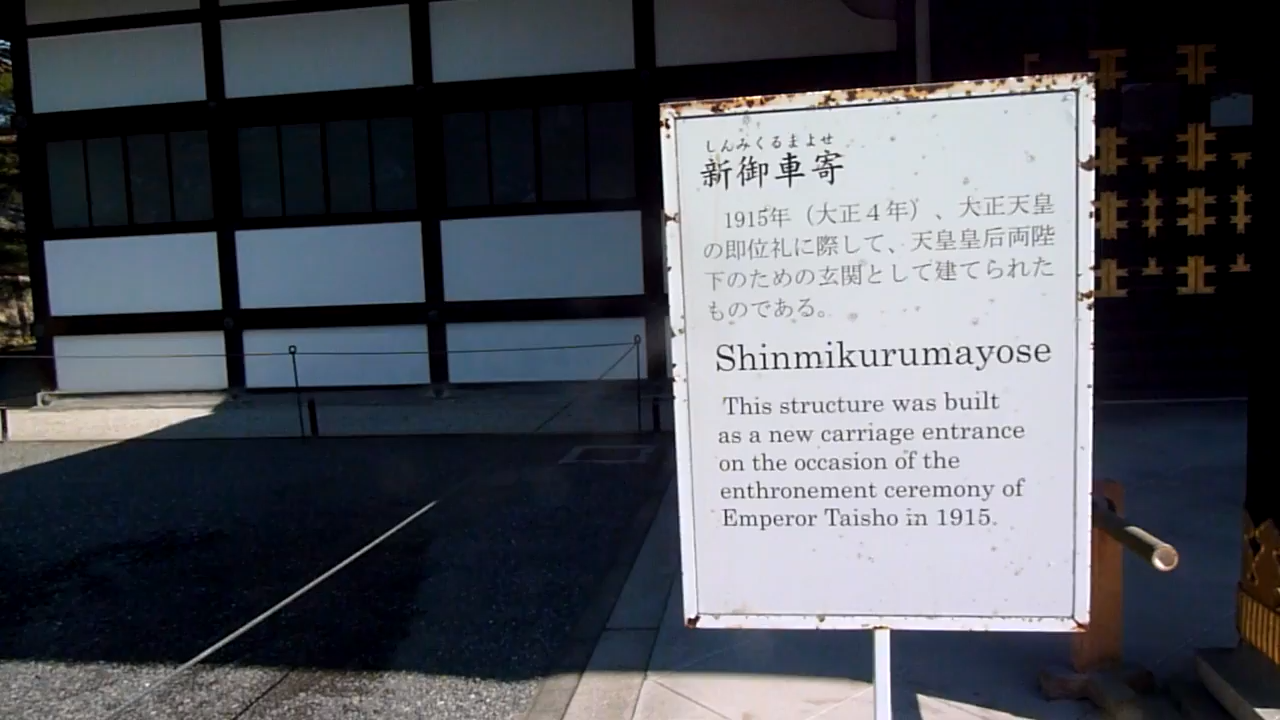 しんみくるまよせ
新御車寄
1915年（大正４年）、大正天皇
の即位礼に際して、天皇皇后両陛
下のための玄関として建てられた
ものである。
Shinmikurumayose
This structure was built
as a new carriage entrance
on the occasion of the
enthronement ceremony of
Emperor Taisho in 1915.